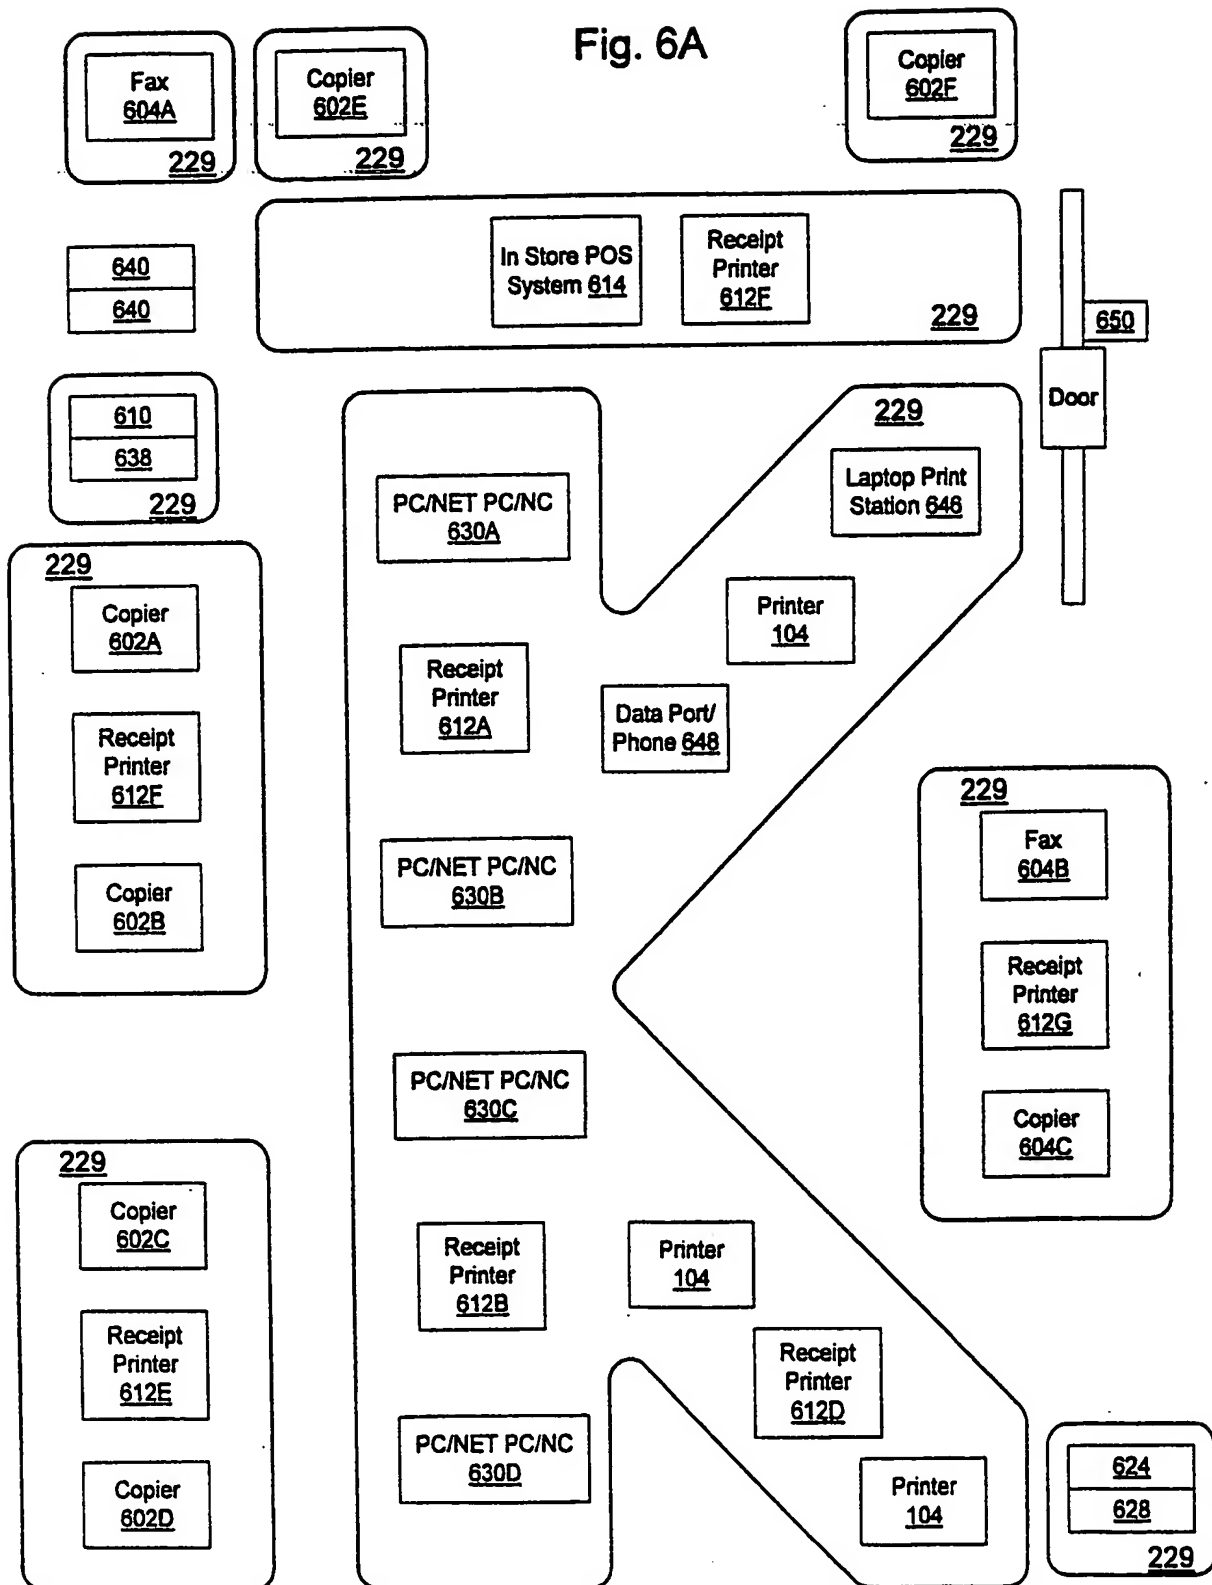 Fig. 6A
Fax
604A
229
Copier
602E
229
Copier
602F
229
640
640
In Store POS
System 614
Receipt
Printer
612F
229
650
Door
610
638
229
229
Laptop Print
Station 646
PC/NET PC/NC
630A
Printer
104
Receipt
Printer
612A
Data Port/
Phone 648
PC/NET PC/NC
630B
PC/NET PC/NC
630C
Receipt
Printer
612B
Printer
104
Receipt
Printer
612D
PC/NET PC/NC
630D
Printer
104
229
Copier
602A
Receipt
Printer
612F
Copier
602B
229
Fax
604B
Receipt
Printer
612G
Copier
604C
229
Copier
602C
Receipt
Printer
612E
Copier
602D
624
628
229